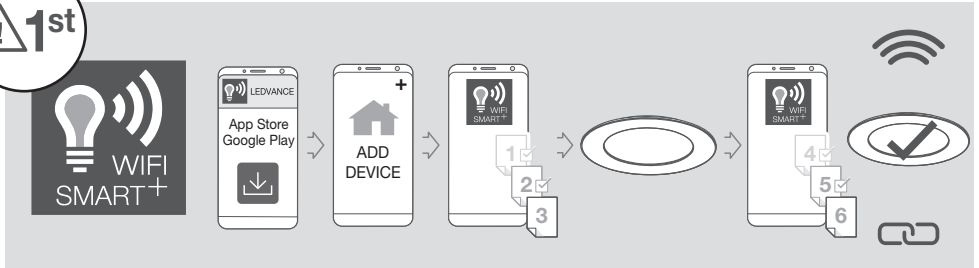 1st
WIFI
SMART+
LEDVANCE
App Store
Google Play
+
ADD
DEVICE
WIFI
SMART+
1
2
3
WIFI
SMART+
4
5
6